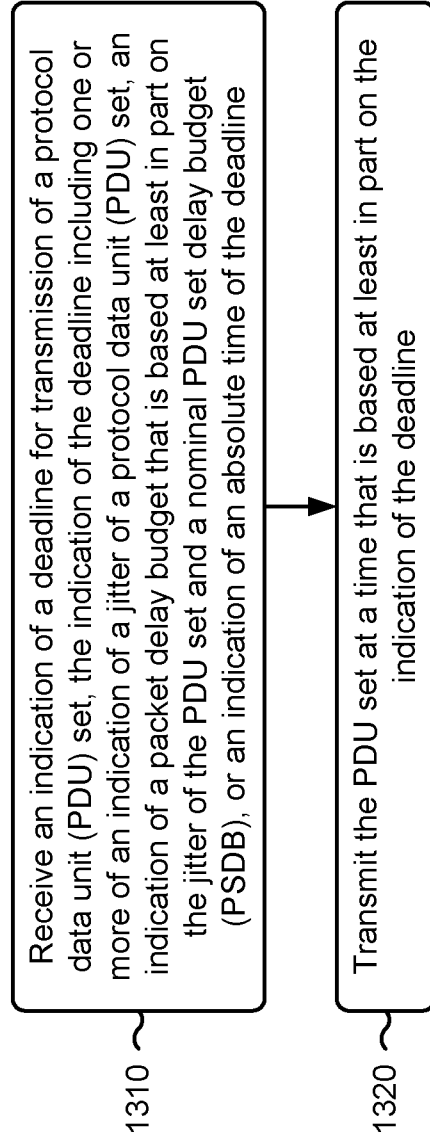 1310
Receive an indication of a deadline for transmission of a protocol
data unit (PDU) set, the indication of the deadline including one or
more of an indication of a jitter of a protocol data unit (PDU) set, an
indication of a packet delay budget that is based at least in part on
the jitter of the PDU set and a nominal PDU set delay budget
(PSDB), or an indication of an absolute time of the deadline
1320
Transmit the PDU set at a time that is based at least in part on the
indication of the deadline